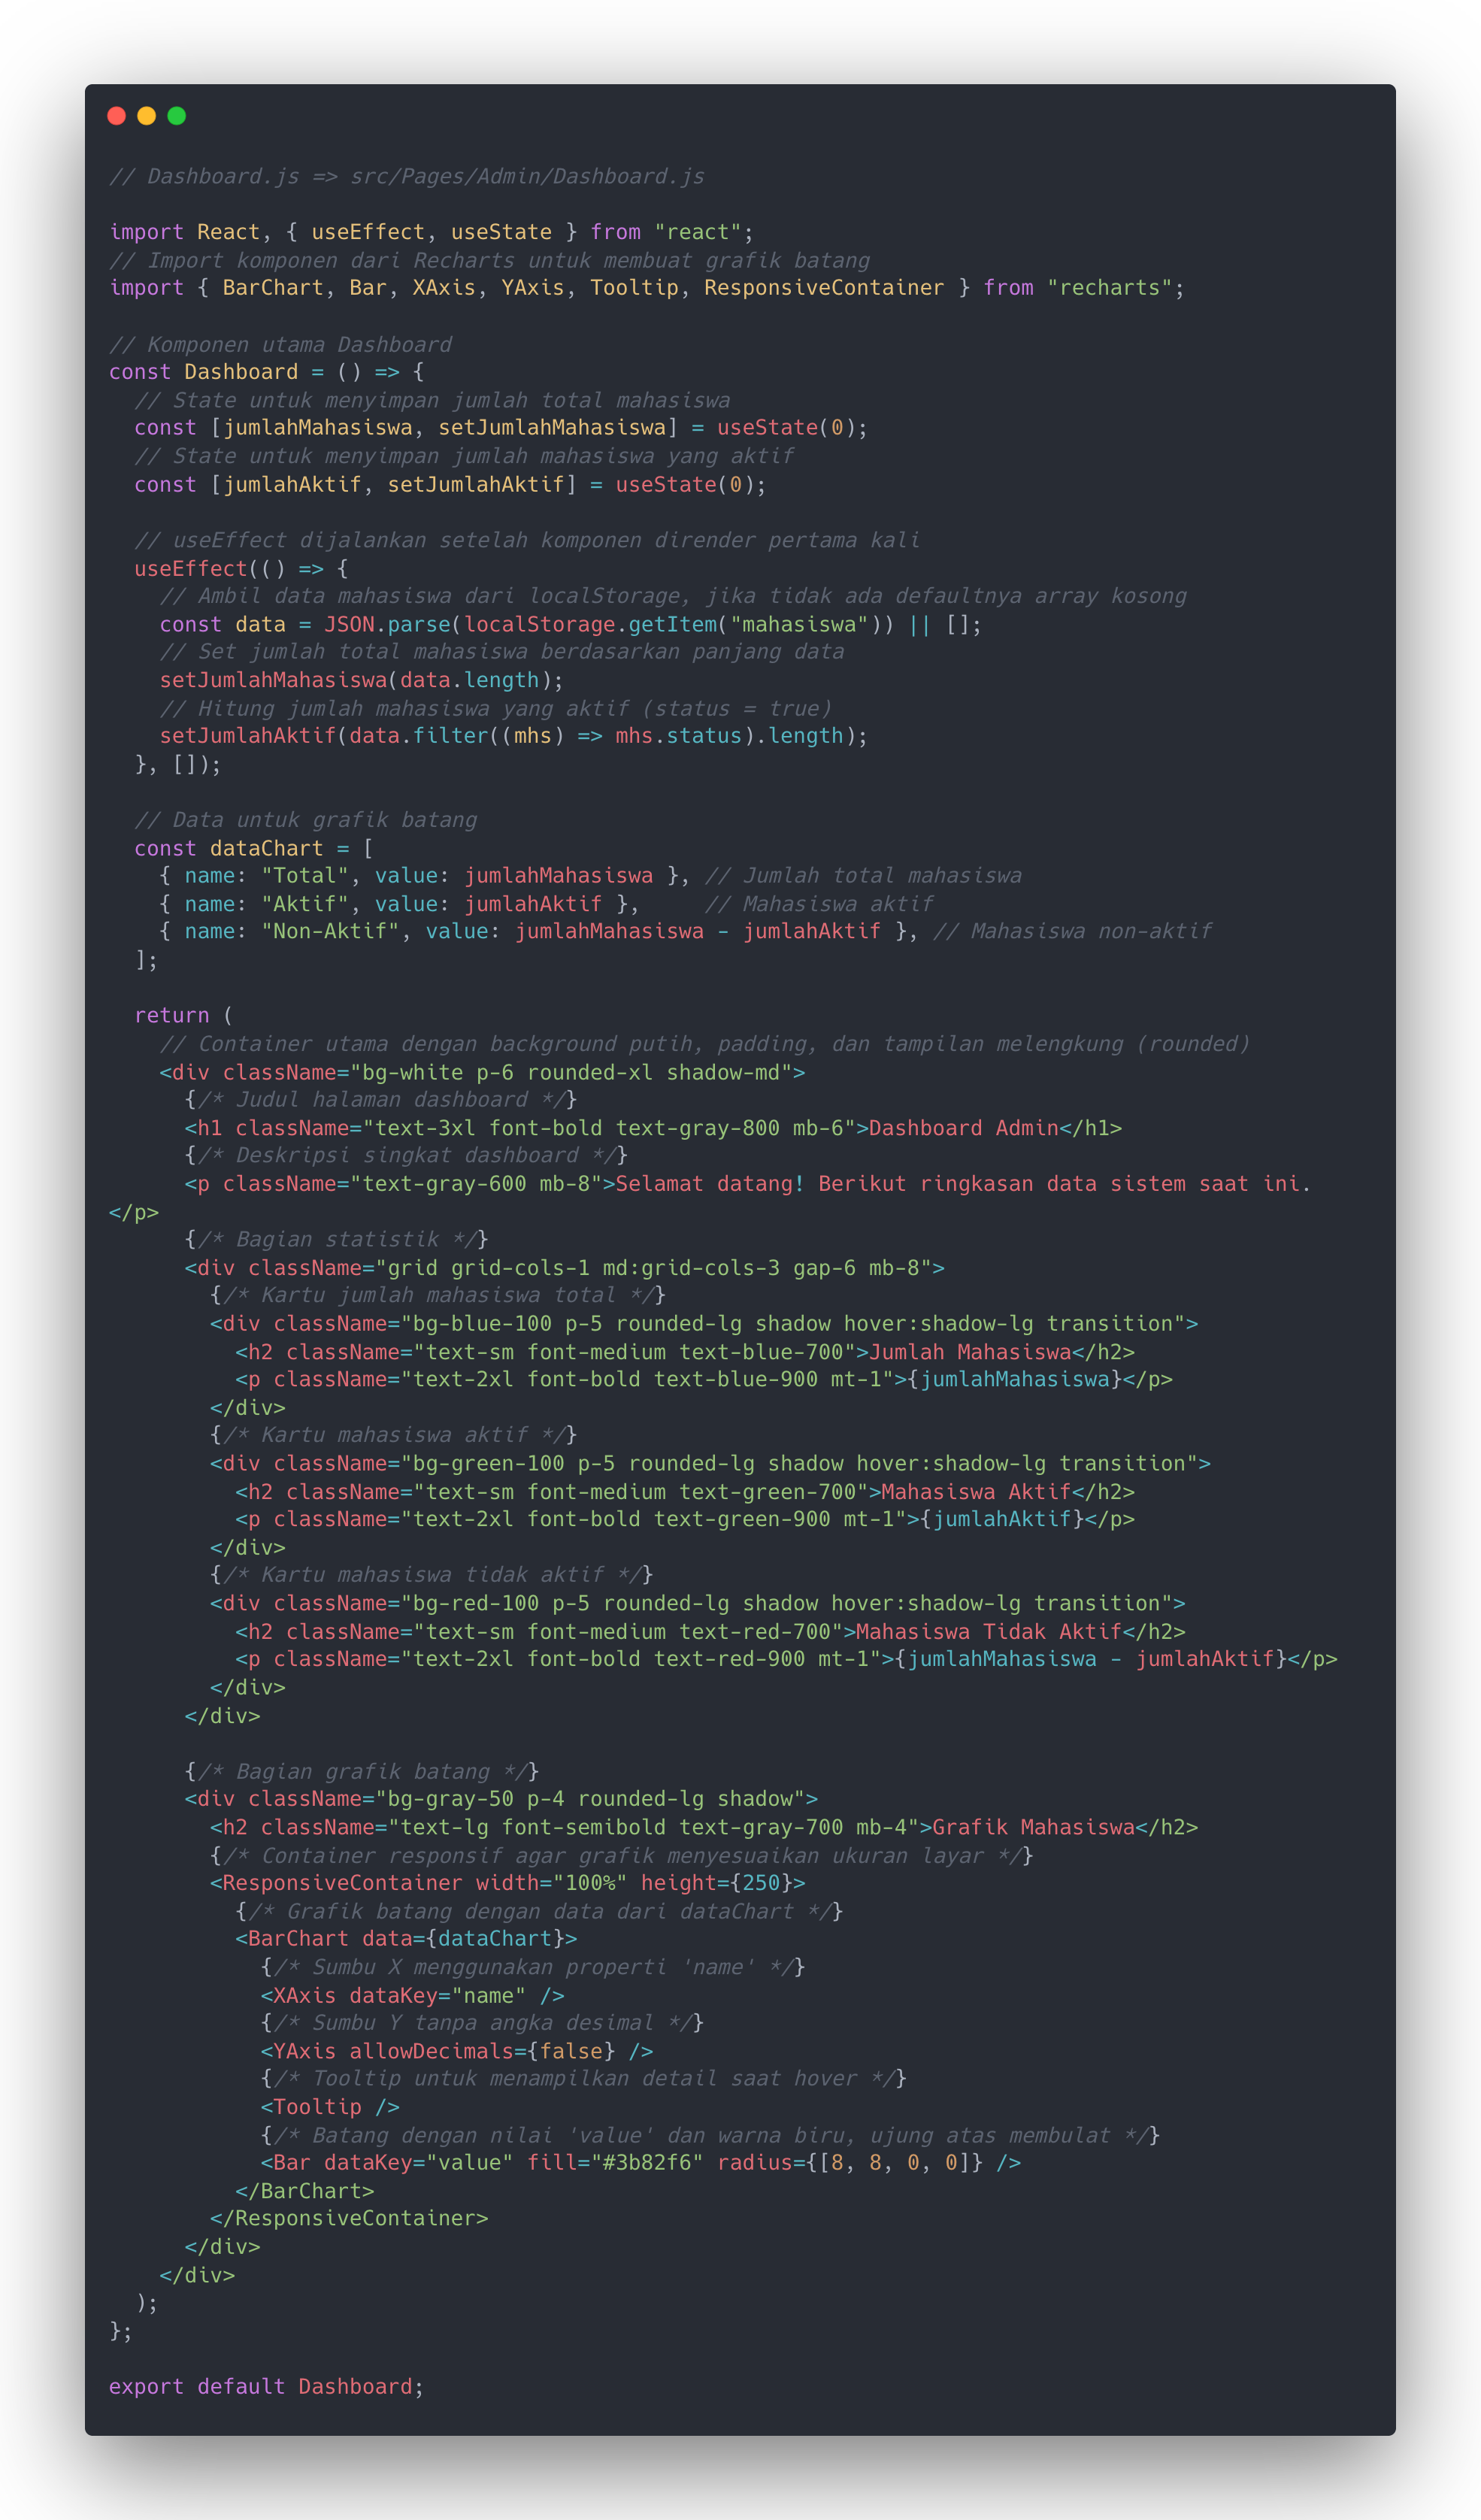 // Dashboard.js => src/Pages/Admin/Dashboard.js

import React, { useEffect, useState } from "react";
// Import komponen dari Recharts untuk membuat grafik batang
import { BarChart, Bar, XAxis, YAxis, Tooltip, ResponsiveContainer } from "recharts";

// Komponen utama Dashboard
const Dashboard = () => {
  // State untuk menyimpan jumlah total mahasiswa
  const [jumlahMahasiswa, setJumlahMahasiswa] = useState(0);
  // State untuk menyimpan jumlah mahasiswa yang aktif
  const [jumlahAktif, setJumlahAktif] = useState(0);

  // useEffect dijalankan setelah komponen dirender pertama kali
  useEffect(() => {
    // Ambil data mahasiswa dari localStorage, jika tidak ada defaultnya array kosong
    const data = JSON.parse(localStorage.getItem("mahasiswa")) || [];
    // Set jumlah total mahasiswa berdasarkan panjang data
    setJumlahMahasiswa(data.length);
    // Hitung jumlah mahasiswa yang aktif (status = true)
    setJumlahAktif(data.filter((mhs) => mhs.status).length);
  }, []);

  // Data untuk grafik batang
  const dataChart = [
    { name: "Total", value: jumlahMahasiswa }, // Jumlah total mahasiswa
    { name: "Aktif", value: jumlahAktif },     // Mahasiswa aktif
    { name: "Non-Aktif", value: jumlahMahasiswa - jumlahAktif }, // Mahasiswa non-aktif
  ];

  return (
    // Container utama dengan background putih, padding, dan tampilan melengkung (rounded)
    <div className="bg-white p-6 rounded-xl shadow-md">
      {/* Judul halaman dashboard */}
      <h1 className="text-3xl font-bold text-gray-800 mb-6">Dashboard Admin</h1>
      {/* Deskripsi singkat dashboard */}
      <p className="text-gray-600 mb-8">Selamat datang! Berikut ringkasan data sistem saat ini.
</p>
      {/* Bagian statistik */}
      <div className="grid grid-cols-1 md:grid-cols-3 gap-6 mb-8">
        {/* Kartu jumlah mahasiswa total */}
        <div className="bg-blue-100 p-5 rounded-lg shadow hover:shadow-lg transition">
          <h2 className="text-sm font-medium text-blue-700">Jumlah Mahasiswa</h2>
          <p className="text-2xl font-bold text-blue-900 mt-1">{jumlahMahasiswa}</p>
        </div>
        {/* Kartu mahasiswa aktif */}
        <div className="bg-green-100 p-5 rounded-lg shadow hover:shadow-lg transition">
          <h2 className="text-sm font-medium text-green-700">Mahasiswa Aktif</h2>
          <p className="text-2xl font-bold text-green-900 mt-1">{jumlahAktif}</p>
        </div>
        {/* Kartu mahasiswa tidak aktif */}
        <div className="bg-red-100 p-5 rounded-lg shadow hover:shadow-lg transition">
          <h2 className="text-sm font-medium text-red-700">Mahasiswa Tidak Aktif</h2>
          <p className="text-2xl font-bold text-red-900 mt-1">{jumlahMahasiswa - jumlahAktif}</p>
        </div>
      </div>

      {/* Bagian grafik batang */}
      <div className="bg-gray-50 p-4 rounded-lg shadow">
        <h2 className="text-lg font-semibold text-gray-700 mb-4">Grafik Mahasiswa</h2>
        {/* Container responsif agar grafik menyesuaikan ukuran layar */}
        <ResponsiveContainer width="100%" height={250}>
          {/* Grafik batang dengan data dari dataChart */}
          <BarChart data={dataChart}>
            {/* Sumbu X menggunakan properti 'name' */}
            <XAxis dataKey="name" />
            {/* Sumbu Y tanpa angka desimal */}
            <YAxis allowDecimals={false} />
            {/* Tooltip untuk menampilkan detail saat hover */}
            <Tooltip />
            {/* Batang dengan nilai 'value' dan warna biru, ujung atas membulat */}
            <Bar dataKey="value" fill="#3b82f6" radius={[8, 8, 0, 0]} />
          </BarChart>
        </ResponsiveContainer>
      </div>
    </div>
  );
};

export default Dashboard;